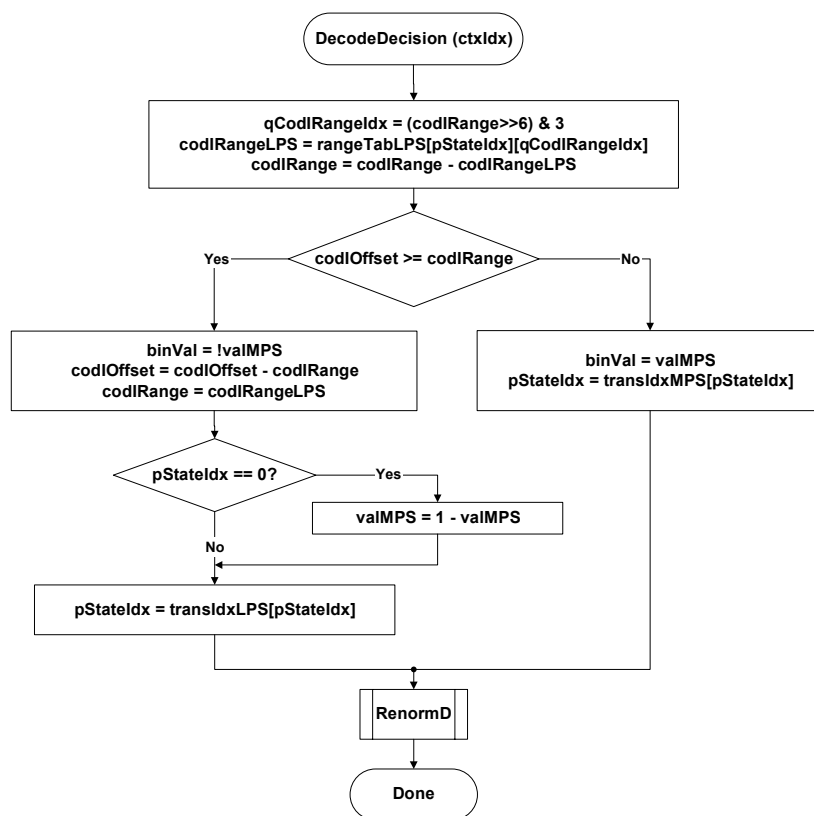 DecodeDecision (ctxIdx)
qCodIRangeIdx = (codIRange>>6) & 3
codIRangeLPS = rangeTabLPS[pStateIdx][qCodIRangeIdx]
codIRange = codIRange - codIRangeLPS
codIOffset >= codIRange
Yes
No
binVal = !valMPS
codIOffset = codIOffset - codIRange
codIRange = codIRangeLPS
binVal = valMPS
pStateIdx = transIdxMPS[pStateIdx]
pStateIdx == 0?
Yes
valMPS = 1 - valMPS
No
pStateIdx = transIdxLPS[pStateIdx]
RenormD
Done